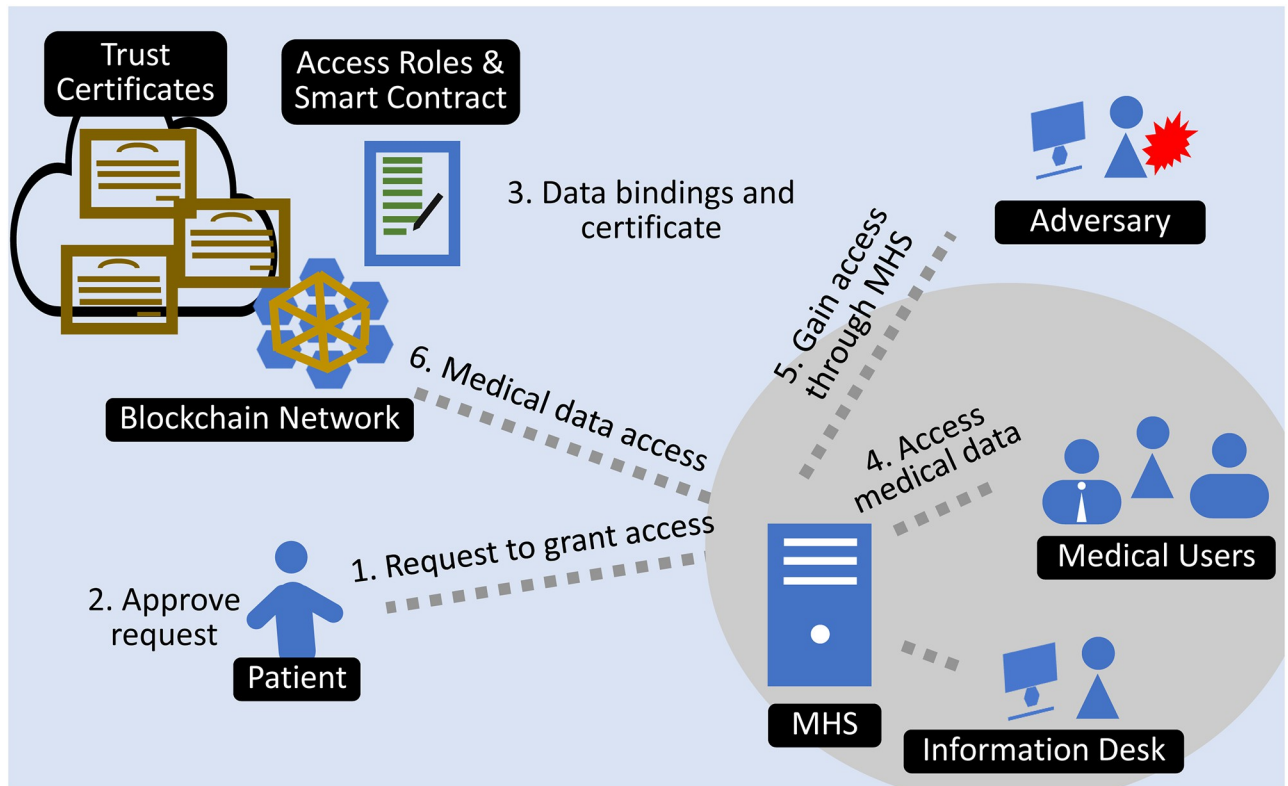 Trust
Certificates
Access Roles &
Smart Contract
3. Data bindings and
certificate
Adversary
5. Gain access
through MHS
6. Medical data access
4. Access
medical data
Blockchain Network
Medical Users
1. Request to grant access
2. Approve
request
Patient
MHS
Information Desk